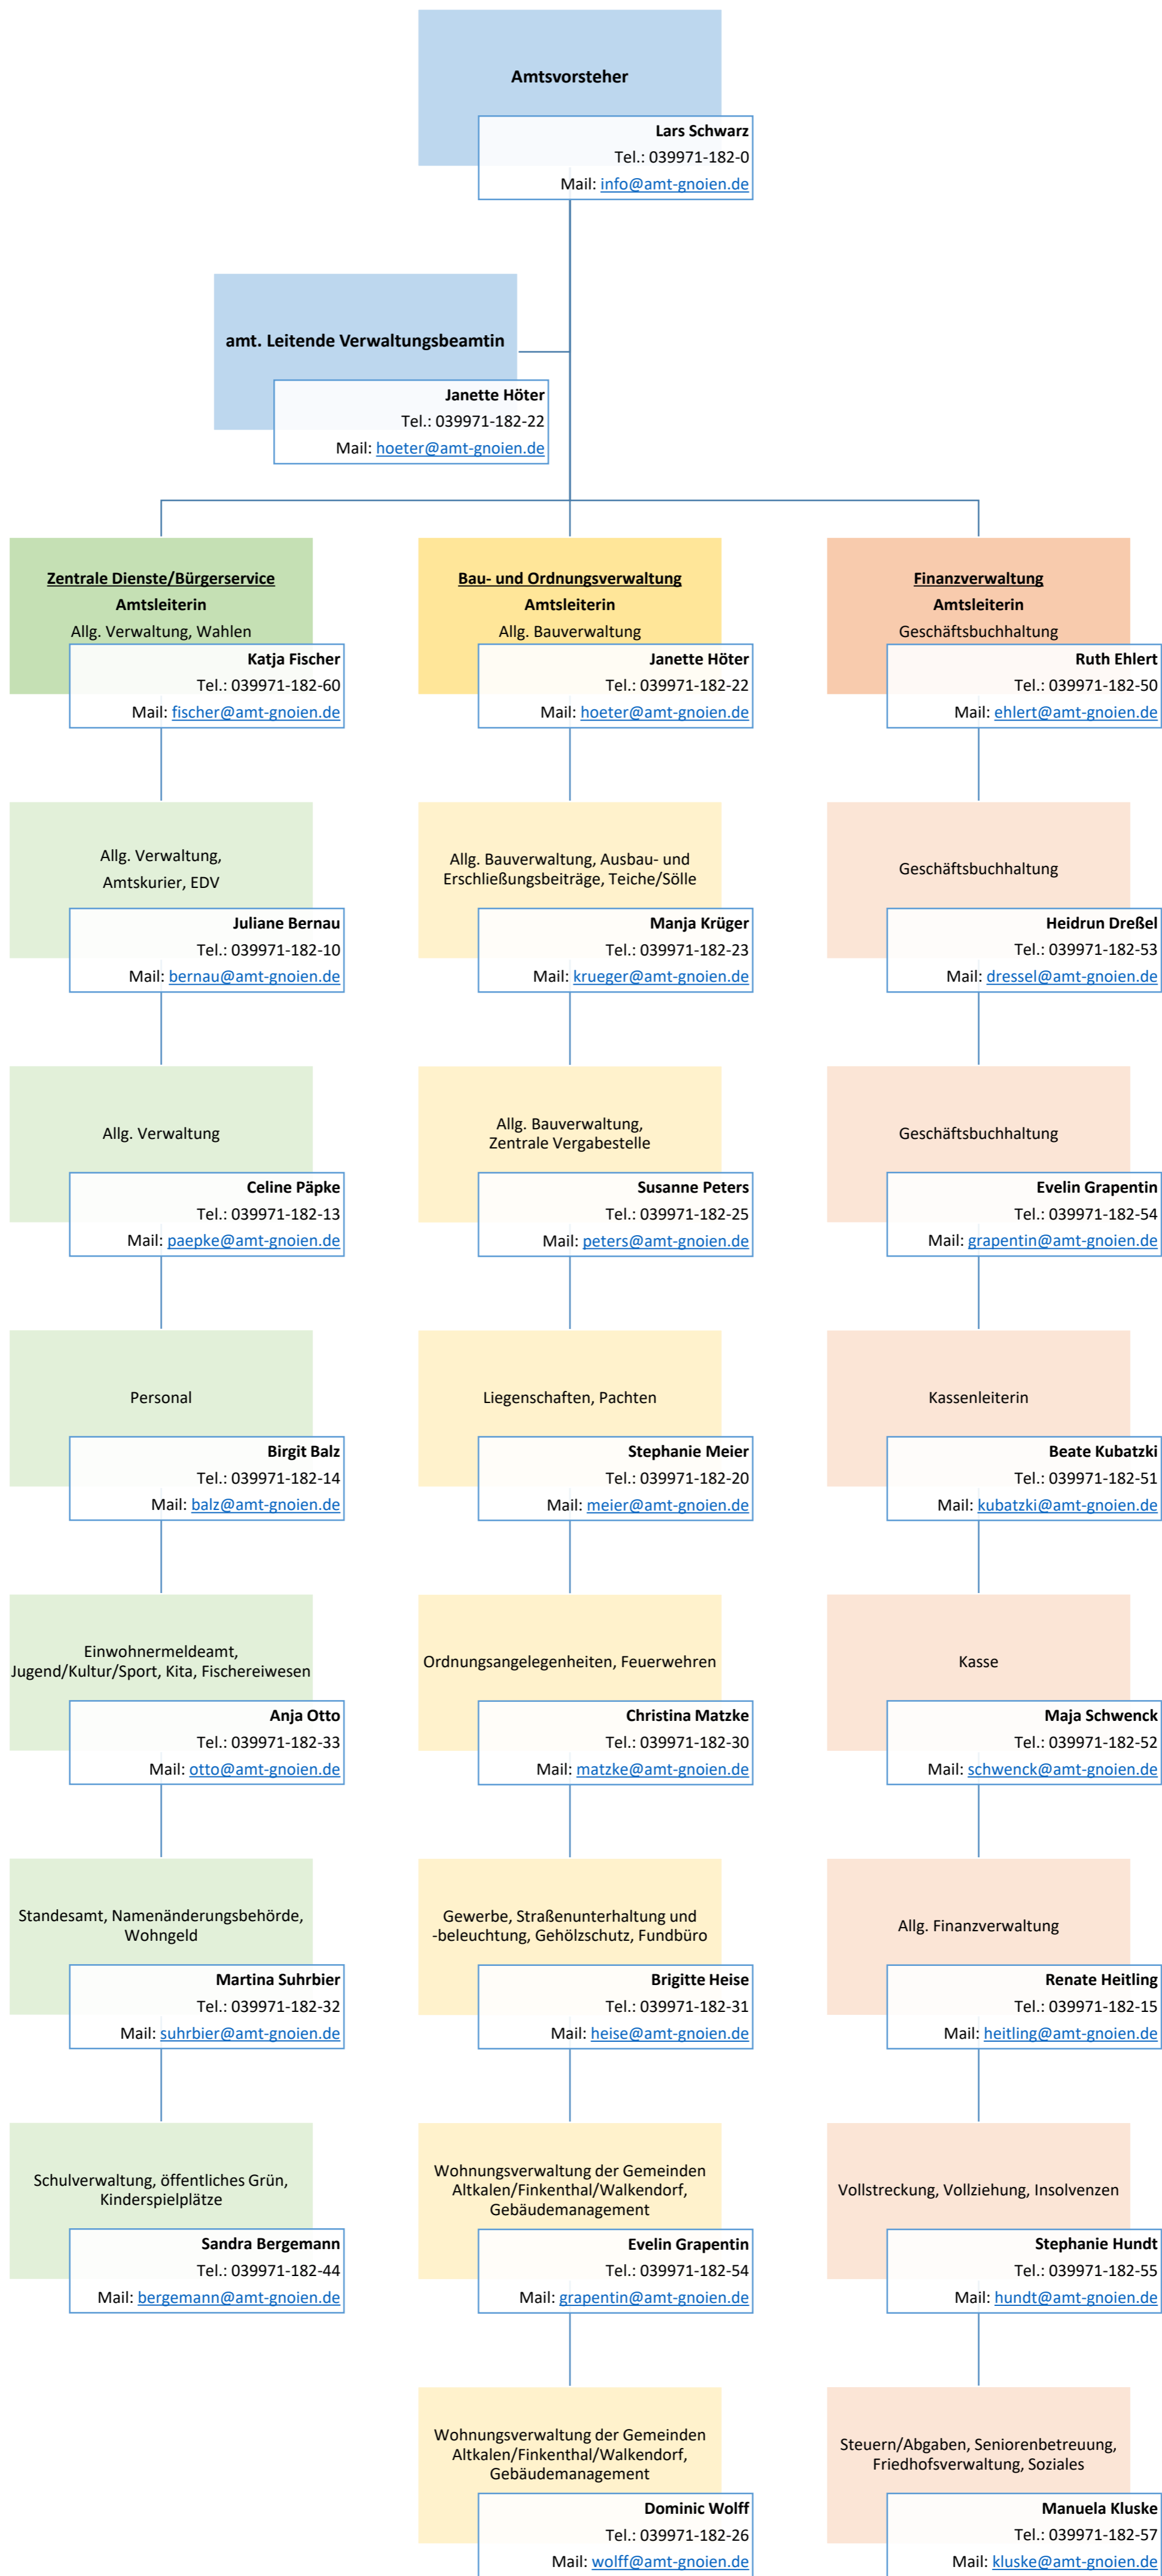 Amtsvorsteher
Lars Schwarz
Tel.: 039971-182-0
Mail: info@amt-gnoien.de
amt. Leitende Verwaltungsbeamtin
Janette Höter
Tel.: 039971-182-22
Mail: hoeter@amt-gnoien.de
Zentrale Dienste/Bürgerservice
Amtsleiterin
Allg. Verwaltung, Wahlen
Katja Fischer
Tel.: 039971-182-60
Mail: fischer@amt-gnoien.de
Allg. Verwaltung,
Amtskurier, EDV
Juliane Bernau
Tel.: 039971-182-10
Mail: bernau@amt-gnoien.de
Allg. Verwaltung
Celine Päpke
Tel.: 039971-182-13
Mail: paepke@amt-gnoien.de
Personal
Birgit Balz
Tel.: 039971-182-14
Mail: balz@amt-gnoien.de
Einwohnermeldeamt,
Jugend/Kultur/Sport, Kita, Fischereiwesen
Anja Otto
Tel.: 039971-182-33
Mail: otto@amt-gnoien.de
Standesamt, Namenänderungsbehörde,
Wohngeld
Martina Suhrbier
Tel.: 039971-182-32
Mail: suhrbier@amt-gnoien.de
Schulverwaltung, öffentliches Grün,
Kinderspielplätze
Sandra Bergemann
Tel.: 039971-182-44
Mail: bergemann@amt-gnoien.de
Bau- und Ordnungsverwaltung
Amtsleiterin
Allg. Bauverwaltung
Janette Höter
Tel.: 039971-182-22
Mail: hoeter@amt-gnoien.de
Allg. Bauverwaltung, Ausbau- und
Erschließungsbeiträge, Teiche/Sölle
Manja Krüger
Tel.: 039971-182-23
Mail: krueger@amt-gnoien.de
Allg. Bauverwaltung,
Zentrale Vergabestelle
Susanne Peters
Tel.: 039971-182-25
Mail: peters@amt-gnoien.de
Liegenschaften, Pachten
Stephanie Meier
Tel.: 039971-182-20
Mail: meier@amt-gnoien.de
Ordnungsangelegenheiten, Feuerwehren
Christina Matzke
Tel.: 039971-182-30
Mail: matzke@amt-gnoien.de
Gewerbe, Straßenunterhaltung und
-beleuchtung, Gehölzschutz, Fundbüro
Brigitte Heise
Tel.: 039971-182-31
Mail: heise@amt-gnoien.de
Wohnungsverwaltung der Gemeinden
Altkalen/Finkenthal/Walkendorf,
Gebäudemanagement
Evelin Grapentin
Tel.: 039971-182-54
Mail: grapentin@amt-gnoien.de
Wohnungsverwaltung der Gemeinden
Altkalen/Finkenthal/Walkendorf,
Gebäudemanagement
Dominic Wolff
Tel.: 039971-182-26
Mail: wolff@amt-gnoien.de
Finanzverwaltung
Amtsleiterin
Geschäftsbuchhaltung
Ruth Ehlert
Tel.: 039971-182-50
Mail: ehlert@amt-gnoien.de
Geschäftsbuchhaltung
Heidrun Dreßel
Tel.: 039971-182-53
Mail: dressel@amt-gnoien.de
Geschäftsbuchhaltung
Evelin Grapentin
Tel.: 039971-182-54
Mail: grapentin@amt-gnoien.de
Kassenleiterin
Beate Kubatzki
Tel.: 039971-182-51
Mail: kubatzki@amt-gnoien.de
Kasse
Maja Schwenck
Tel.: 039971-182-52
Mail: schwenck@amt-gnoien.de
Allg. Finanzverwaltung
Renate Heitling
Tel.: 039971-182-15
Mail: heitling@amt-gnoien.de
Vollstreckung, Vollziehung, Insolvenzen
Stephanie Hundt
Tel.: 039971-182-55
Mail: hundt@amt-gnoien.de
Steuern/Abgaben, Seniorenbetreuung,
Friedhofsverwaltung, Soziales
Manuela Kluske
Tel.: 039971-182-57
Mail: kluske@amt-gnoien.de